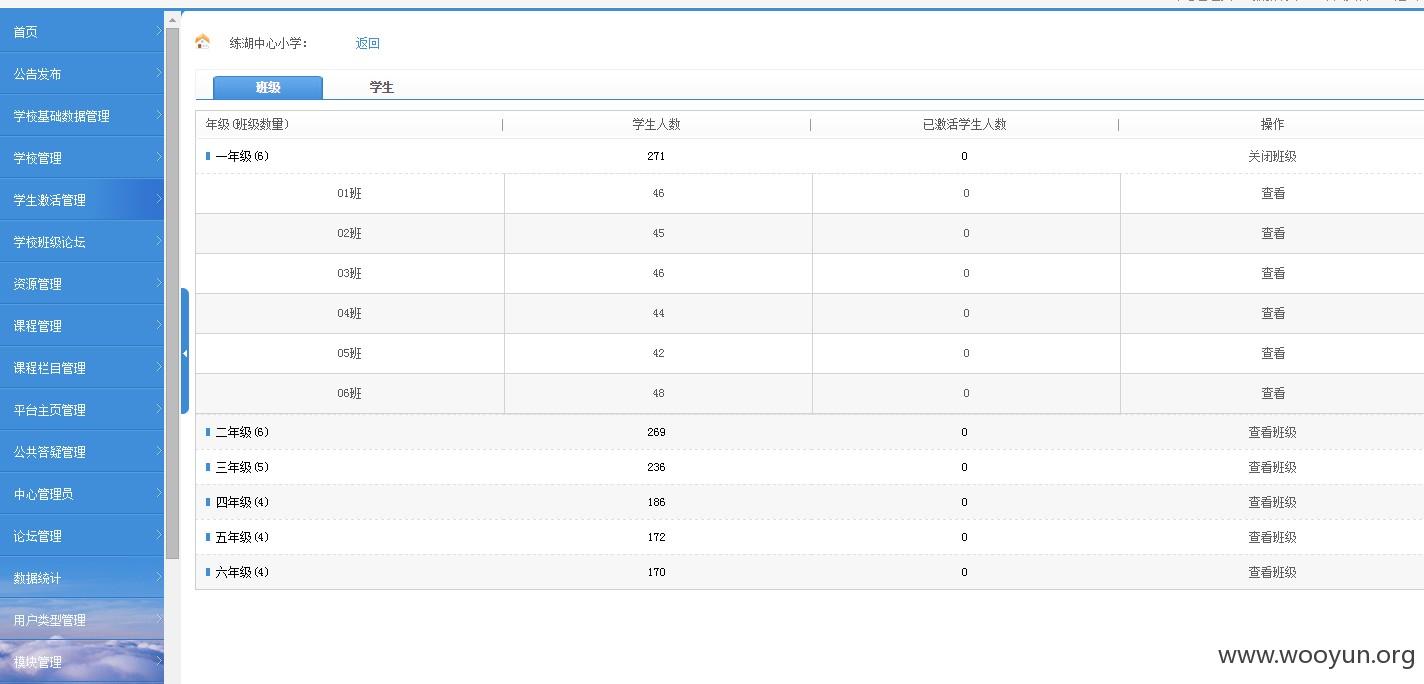 首页
公告发布
学校基础数据管理
学校管理
学生激活管理
学校班级论坛
资源管理
课程管理
课程栏目管理
平台主页管理
公共答疑管理
中心管理员
论坛管理
数据统计
用户类型管理
模块管理
练湖中心小学： 返回
班级 学生
年级(班级数量) 学生人数 已激活学生人数 操作
一年级(6) 271 0 关闭班级
01班 46 0 查看
02班 45 0 查看
03班 46 0 查看
04班 44 0 查看
05班 42 0 查看
06班 48 0 查看
二年级(6) 269 0 查看班级
三年级(5) 236 0 查看班级
四年级(4) 186 0 查看班级
五年级(4) 172 0 查看班级
六年级(4) 170 0 查看班级
www.wooyun.org